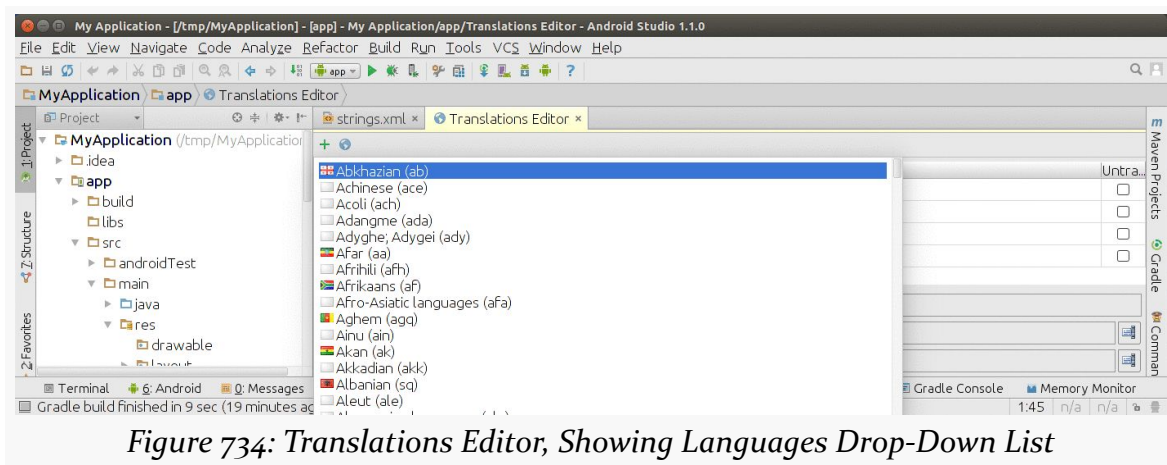 My Application - [/tmp/MyApplication] - [app] - My Application/app/Translations Editor - Android Studio 1.1.0
File Edit View Navigate Code Analyze Refactor Build Run Tools VCS Window Help
app
MyApplication app Translations Editor
1: Project
Z: Structure
2: Favorites
Project
MyApplication (/tmp/MyApplication
.idea
app
build
libs
src
androidTest
main
java
res
drawable
layout
strings.xml × Translations Editor ×
Abkhazian (ab)
Achinese (ace)
Acoli (ach)
Adangme (ada)
Adyghe; Adygei (ady)
Afar (aa)
Afrihili (afh)
Afrikaans (af)
Afro-Asiatic languages (afa)
Aghem (agq)
Ainu (ain)
Akan (ak)
Akkadian (akk)
Albanian (sq)
Aleut (ale)
Untra...
Maven Projects
Gradle
Comman
Terminal 6: Android 0: Messages Gradle Console Memory Monitor
Gradle build finished in 9 sec (19 minutes ag 1:45 n/a n/a
Figure 734: Translations Editor, Showing Languages Drop-Down List